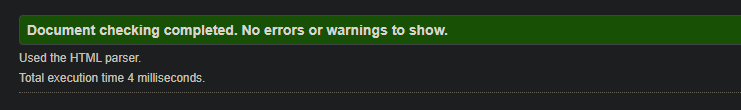 Document checking completed. No errors or warnings to show.
Used the HTML parser.
Total execution time 4 milliseconds.